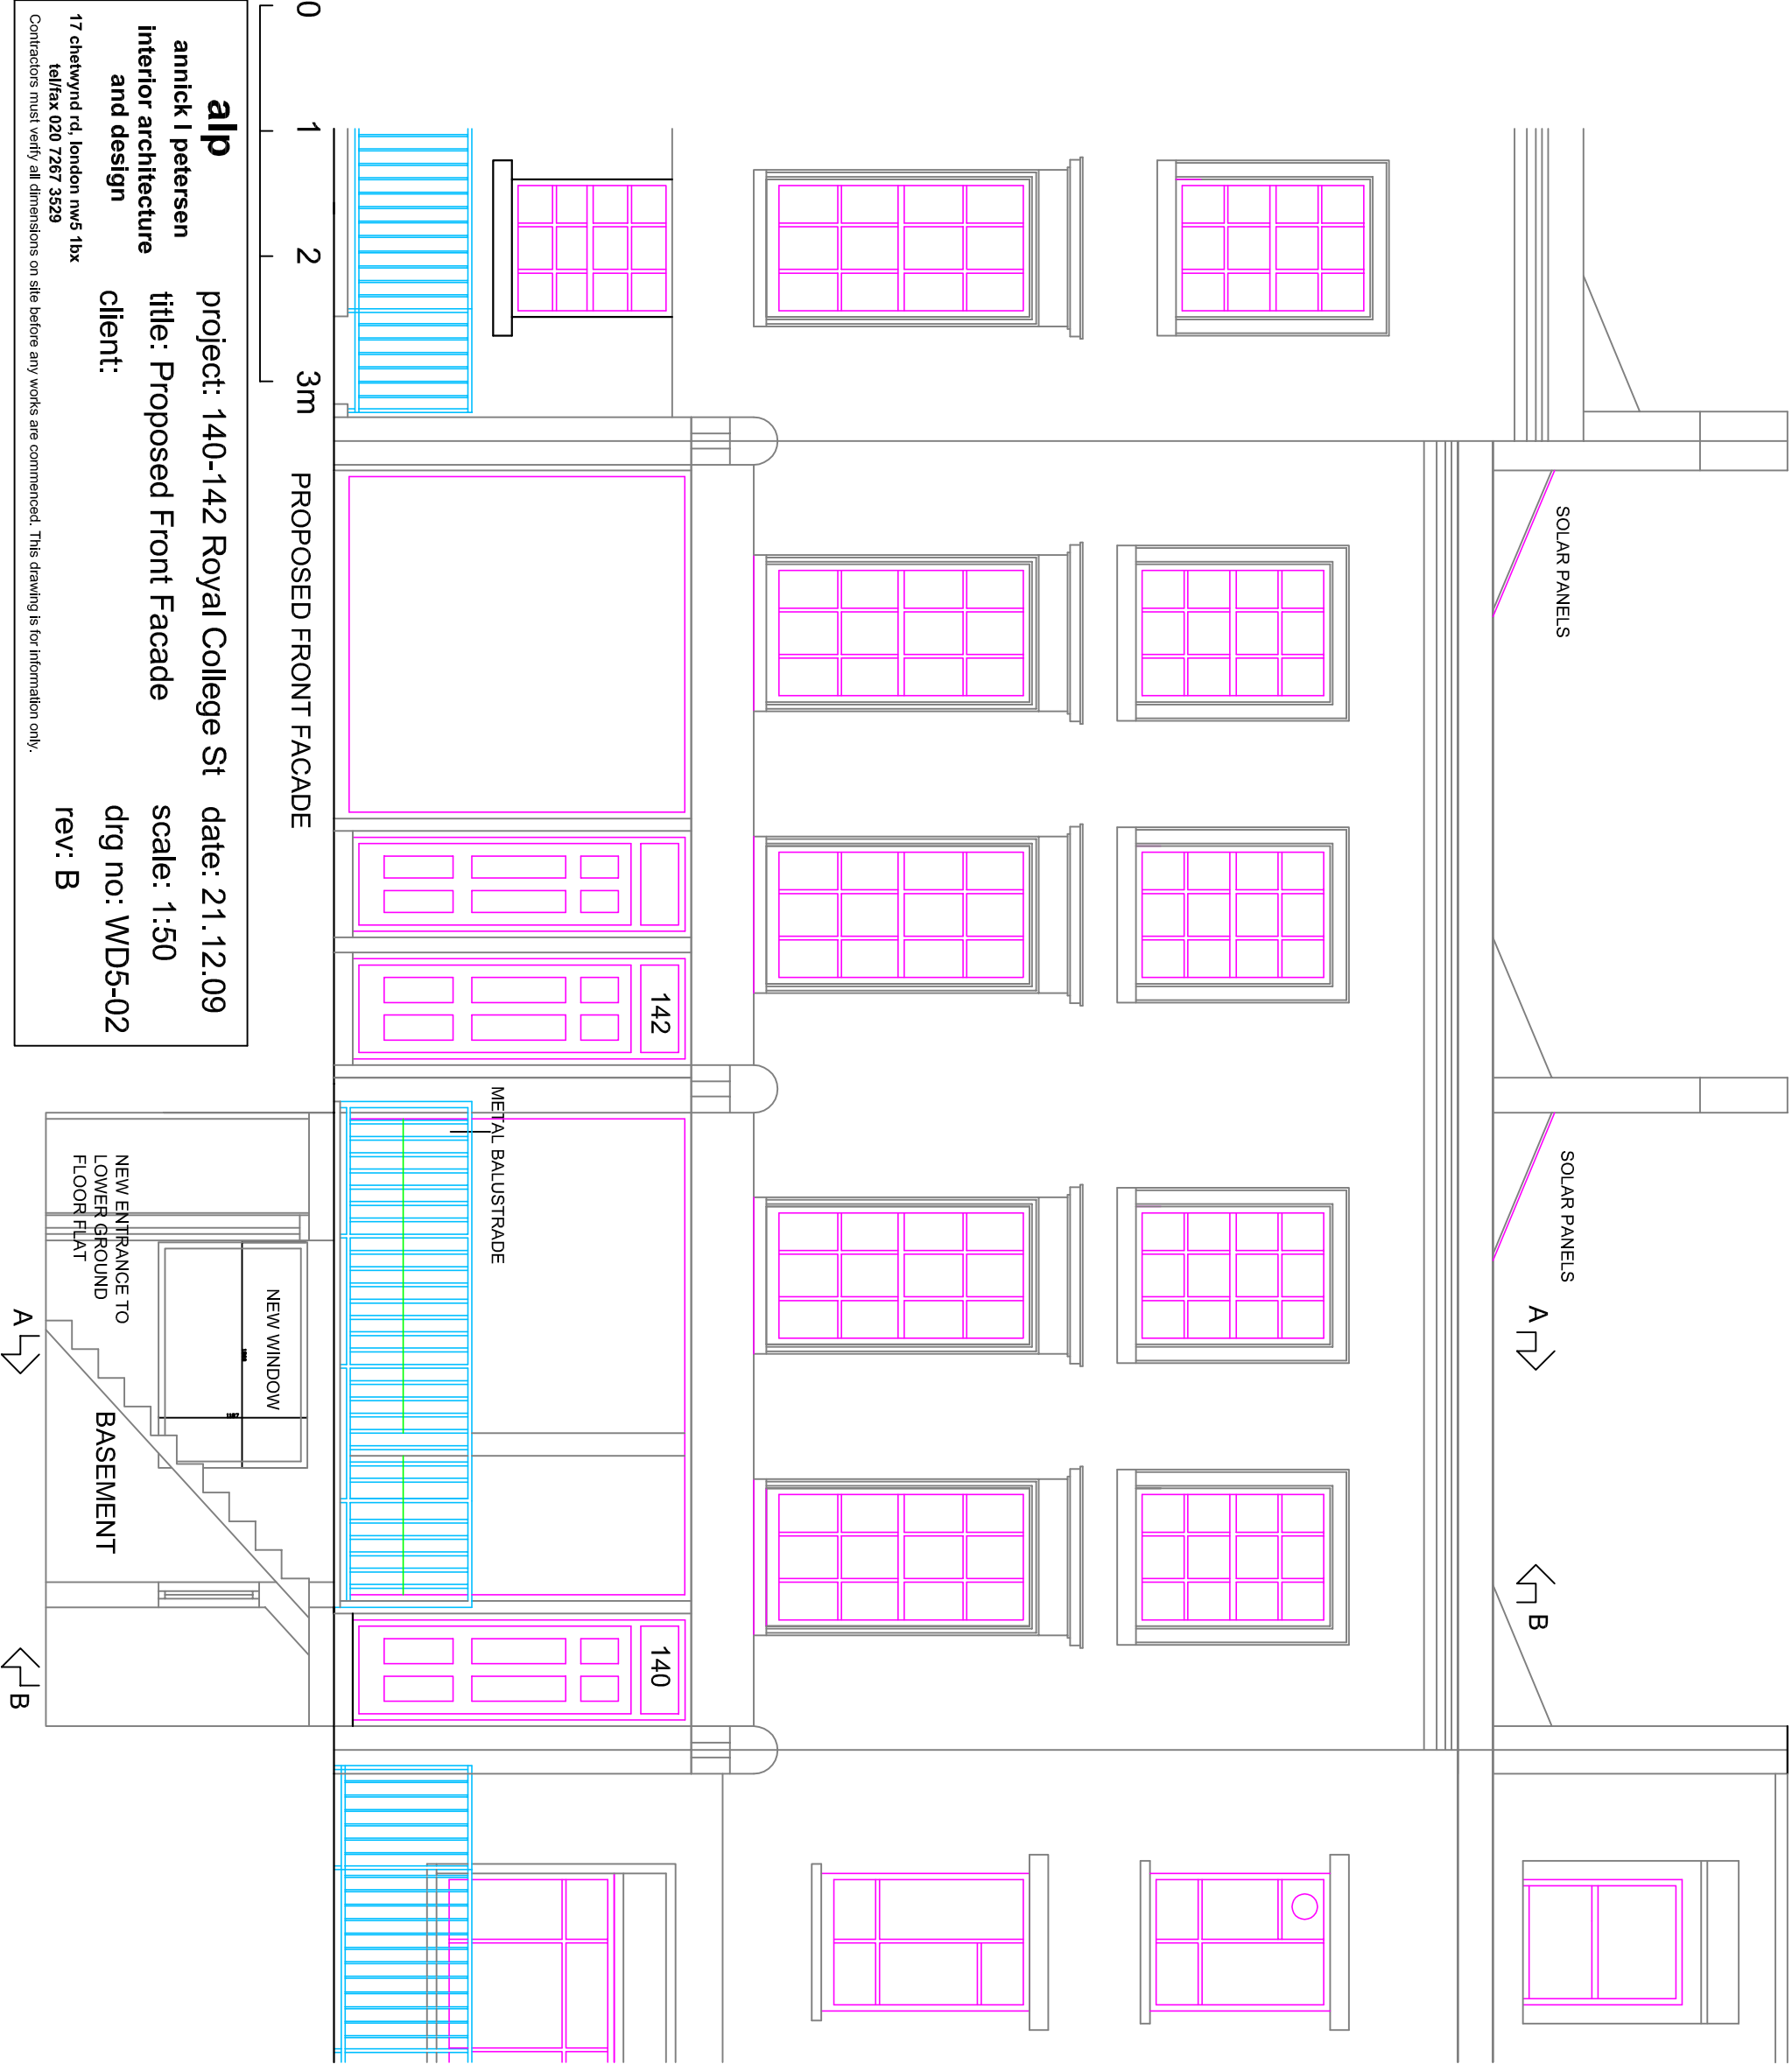 SOLAR PANELS
SOLAR PANELS
A
B
142
140
METAL BALUSTRADE
PROPOSED FRONT FACADE
NEW WINDOW
NEW ENTRANCE TO
LOWER GROUND
FLOOR FLAT
BASEMENT
A
B
0
1
2
3m
alp
annick l petersen
interior architecture
and design
17 chetwynd rd, london nw5 1bx
tel/fax 020 7267 3529
project: 140-142 Royal College St
title: Proposed Front Facade
client:
date: 21.12.09
scale: 1:50
drg no: WD5-02
rev: B
Contractors must verify all dimensions on site before any works are commenced. This drawing is for information only.